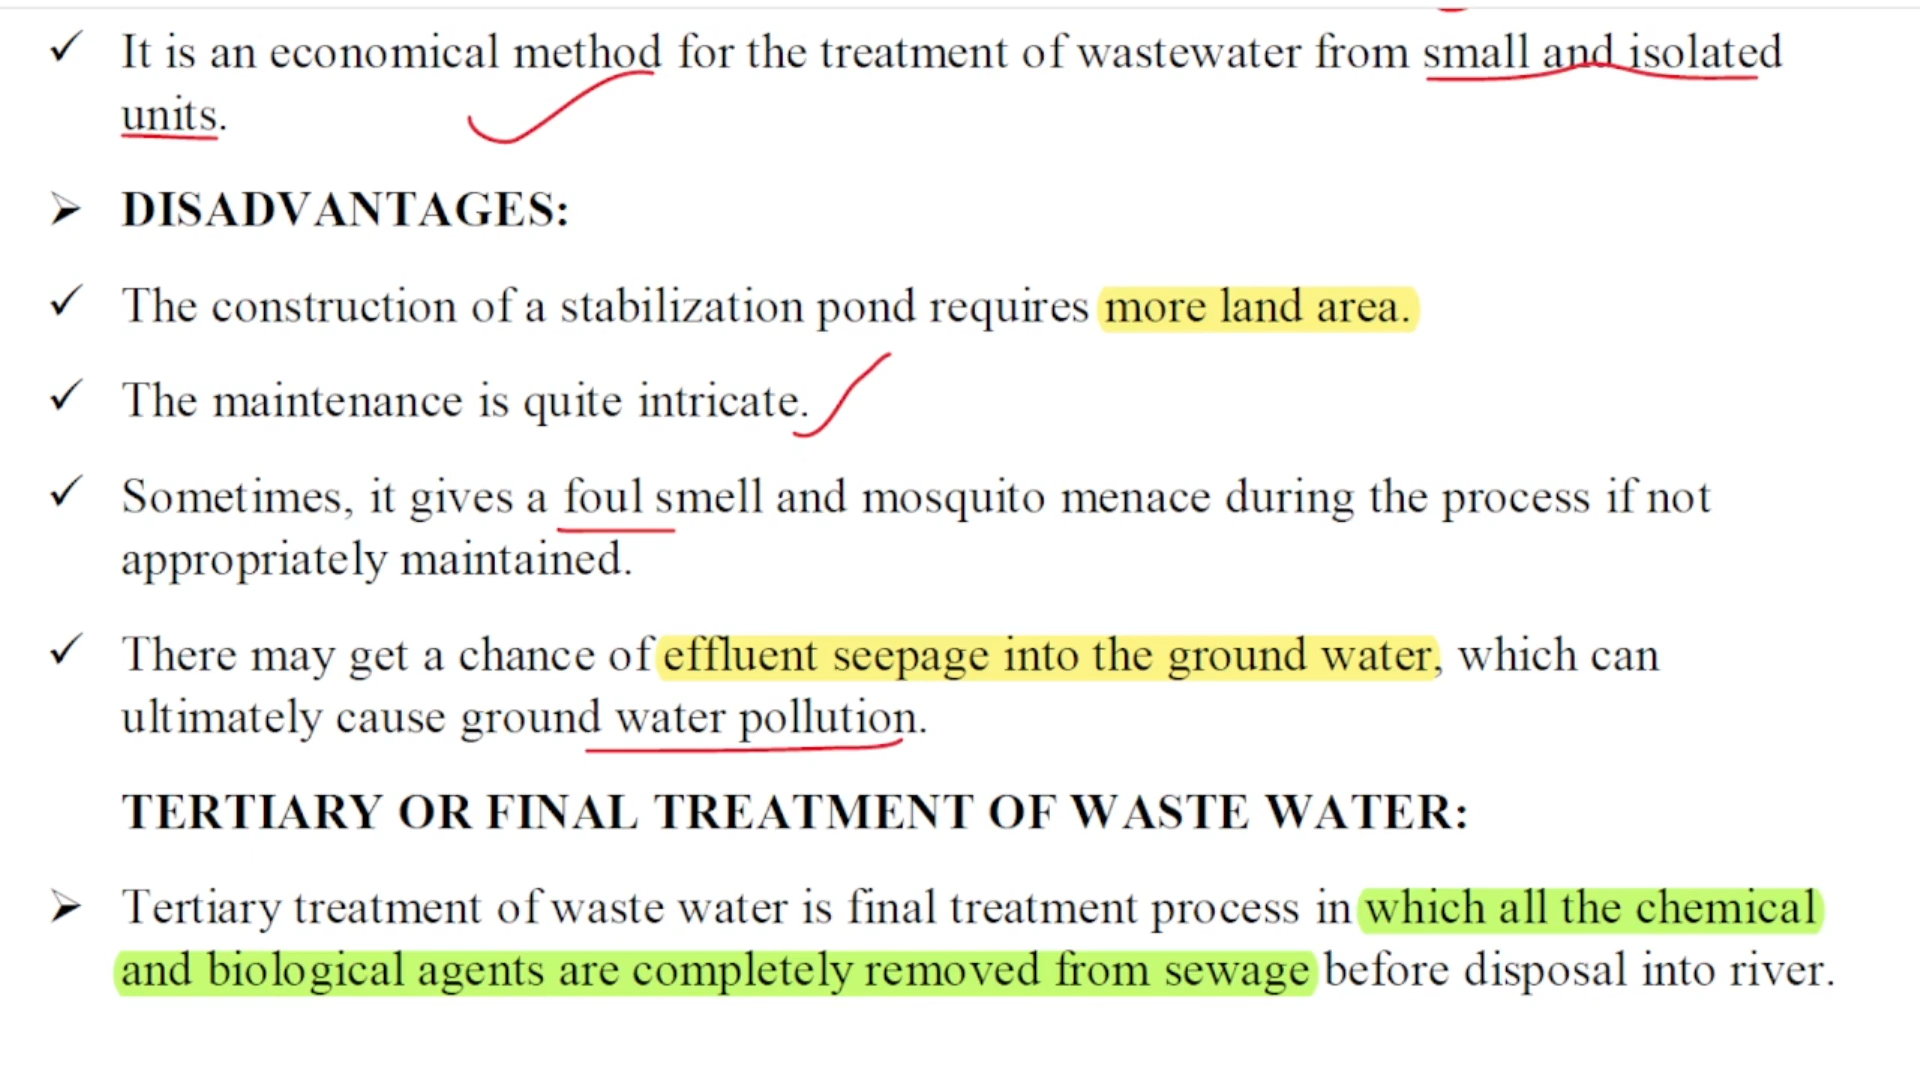 ✓ It is an economical method for the treatment of wastewater from small and isolated
units.
➢ DISADVANTAGES:
✓ The construction of a stabilization pond requires more land area.
✓ The maintenance is quite intricate.
✓ Sometimes, it gives a foul smell and mosquito menace during the process if not
appropriately maintained.
✓ There may get a chance of effluent seepage into the ground water, which can
ultimately cause ground water pollution.
TERTIARY OR FINAL TREATMENT OF WASTE WATER:
➢ Tertiary treatment of waste water is final treatment process in which all the chemical
and biological agents are completely removed from sewage before disposal into river.